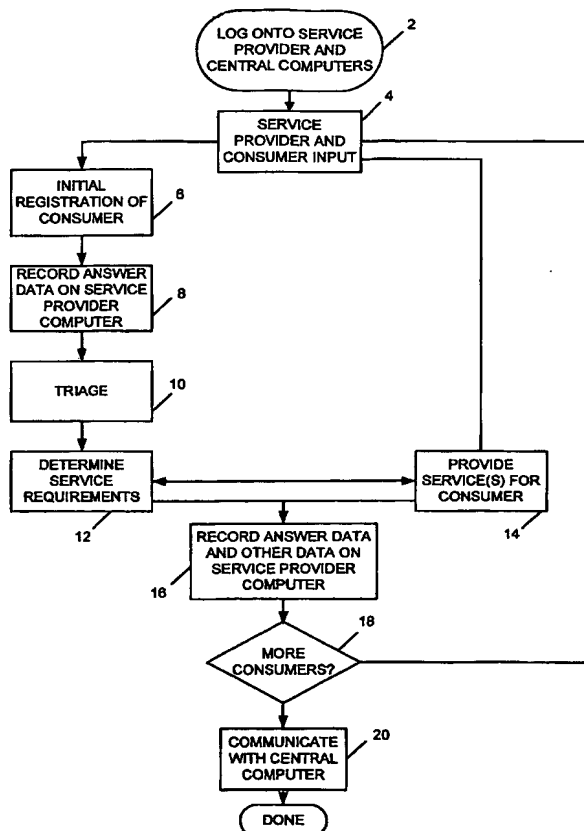 LOG ONTO SERVICE
PROVIDER AND
CENTRAL COMPUTERS
2
4
SERVICE
PROVIDER AND
CONSUMER INPUT
INITIAL
REGISTRATION OF
CONSUMER
6
RECORD ANSWER
DATA ON SERVICE
PROVIDER
COMPUTER
8
TRIAGE
10
DETERMINE
SERVICE
REQUIREMENTS
12
PROVIDE
SERVICE(S) FOR
CONSUMER
14
RECORD ANSWER DATA
AND OTHER DATA ON
SERVICE PROVIDER
COMPUTER
16
MORE
CONSUMERS?
18
COMMUNICATE
WITH CENTRAL
COMPUTER
20
DONE